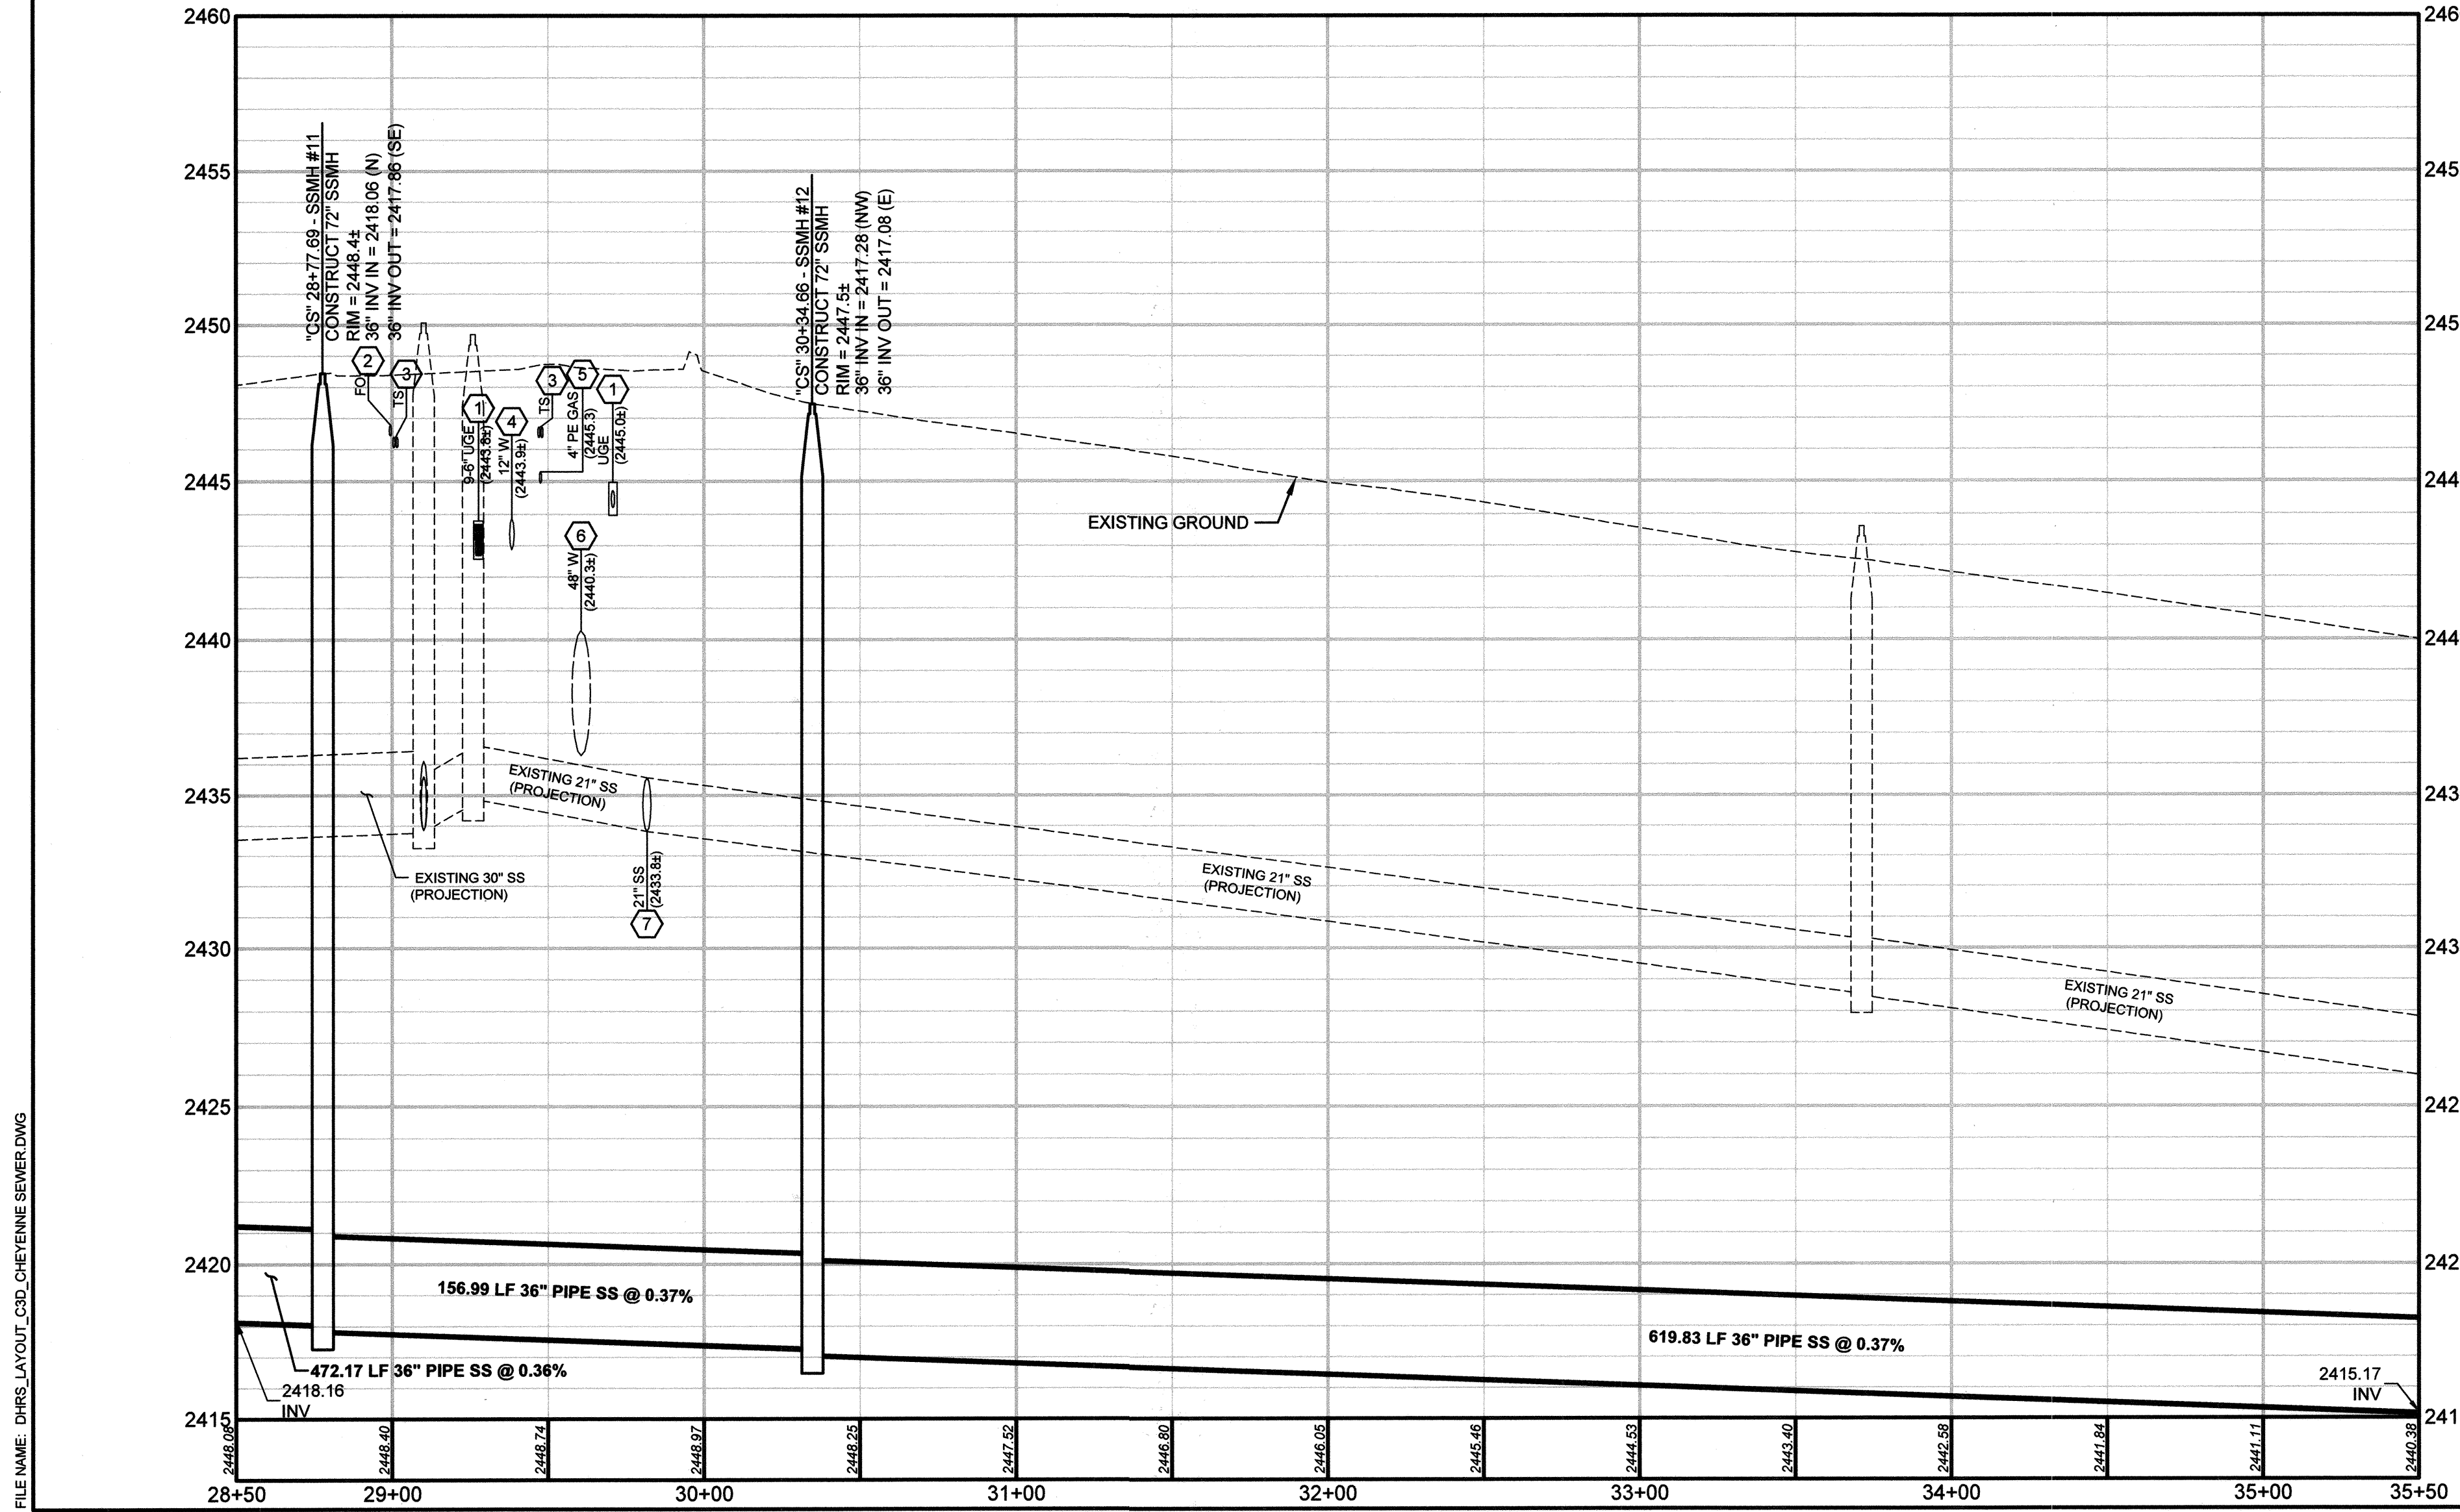 2460
2455
2450
2445
2440
2435
2430
2425
2420
2415
246
245
245
244
244
243
243
242
242
241
"CS" 28+77.69 - SSMH #11
CONSTRUCT 72" SSMH
RIM = 2448.4±
36" INV IN = 2418.06 (N)
36" INV OUT = 2417.86 (SE)
"CS" 30+34.66 - SSMH #12
CONSTRUCT 72" SSMH
RIM = 2447.5±
36" INV IN = 2417.28 (NW)
36" INV OUT = 2417.08 (E)
2
FO
3
TS
1
9-6" UGE
(2443.8±)
4
12" W
(2443.9±)
3
TS
5
4" PE GAS
(2445.3)
1
UGE
(2445.0±)
6
48" W
(2440.3±)
7
21" SS
(2433.8±)
EXISTING GROUND
EXISTING 21" SS
(PROJECTION)
EXISTING 30" SS
(PROJECTION)
EXISTING 21" SS
(PROJECTION)
EXISTING 21" SS
(PROJECTION)
156.99 LF 36" PIPE SS @ 0.37%
619.83 LF 36" PIPE SS @ 0.37%
472.17 LF 36" PIPE SS @ 0.36%
2418.16
INV
2415.17
INV
2448.08
2448.40
2448.74
2448.97
2448.25
2447.52
2446.80
2446.05
2445.46
2444.53
2443.40
2442.58
2441.84
2441.11
2440.38
28+50
29+00
30+00
31+00
32+00
33+00
34+00
35+00
35+50
FILE NAME: DHRS_LAYOUT_C3D_CHEYENNE SEWER.DWG